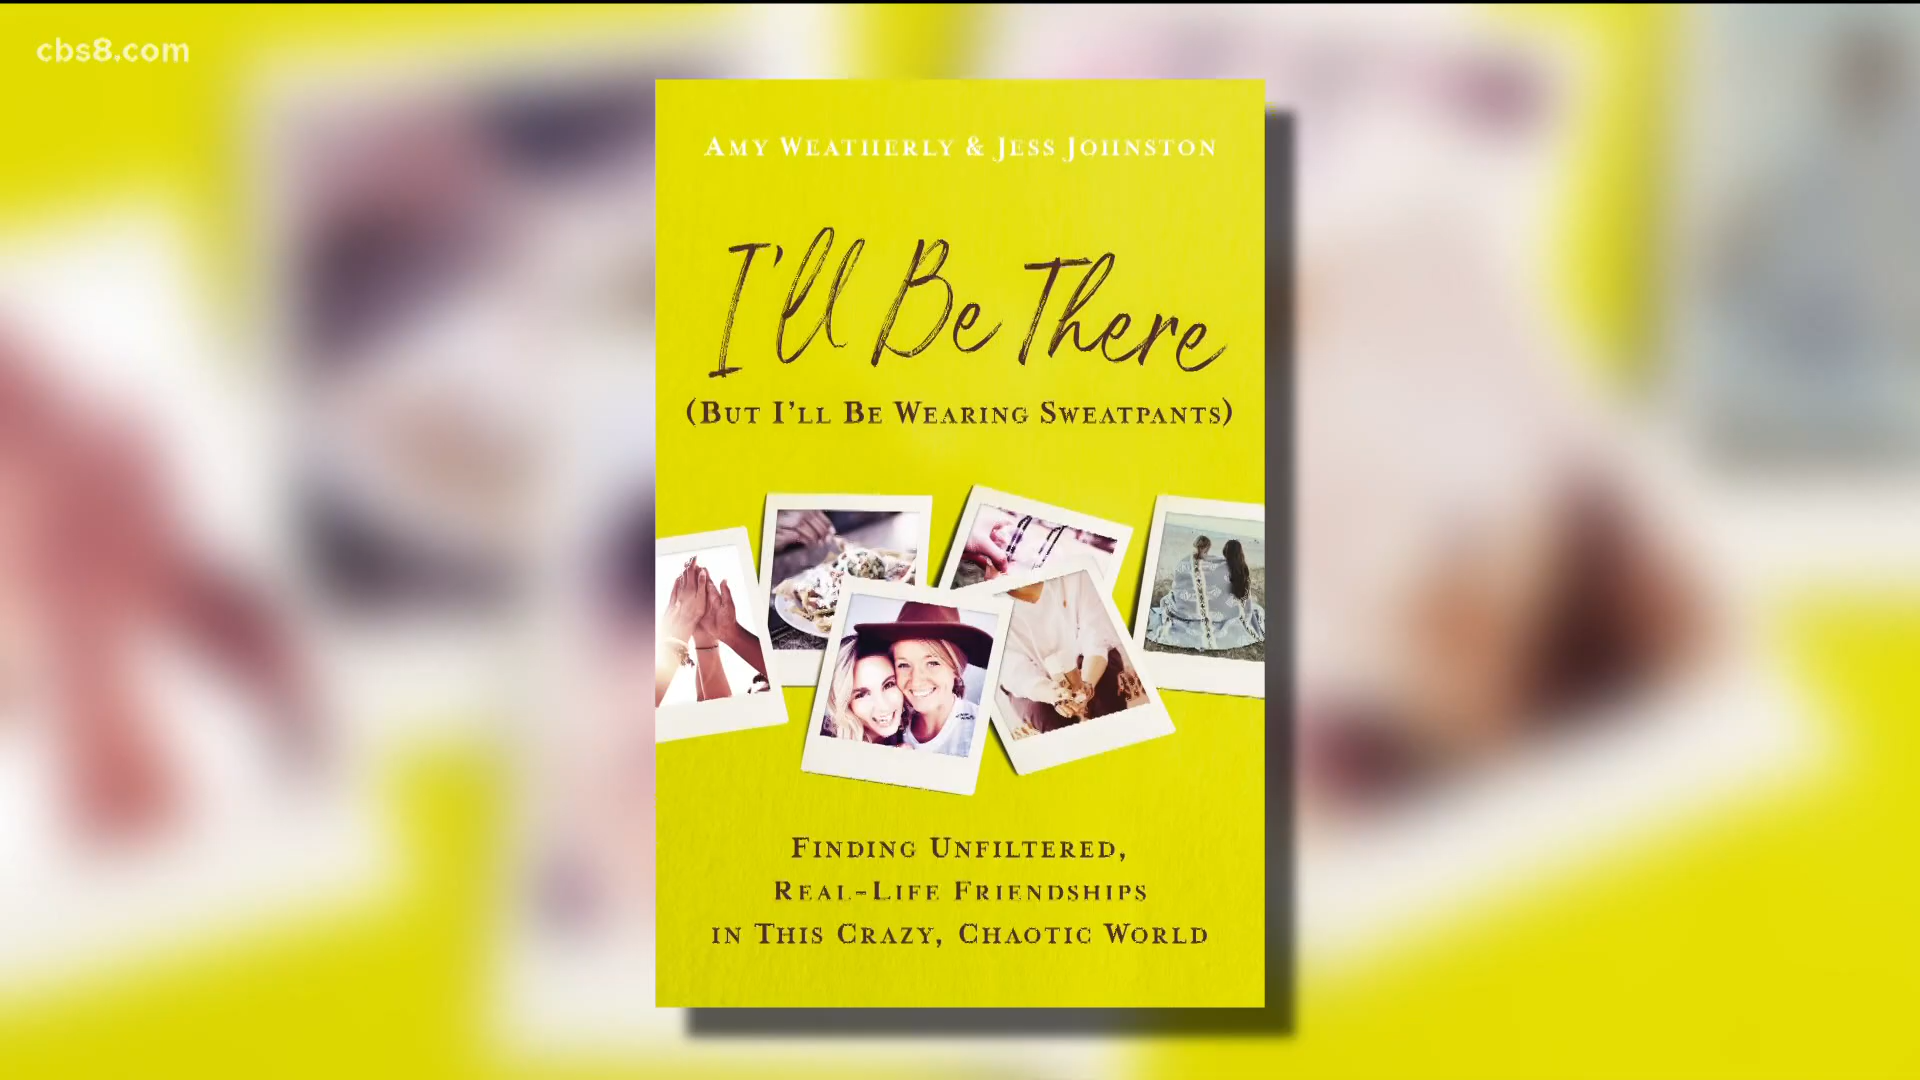 cbs8.com
Amy Weatherly & Jess Johnston
I'll Be There
(But I'll Be Wearing Sweatpants)
Finding Unfiltered,
Real-Life Friendships
in This Crazy, Chaotic World